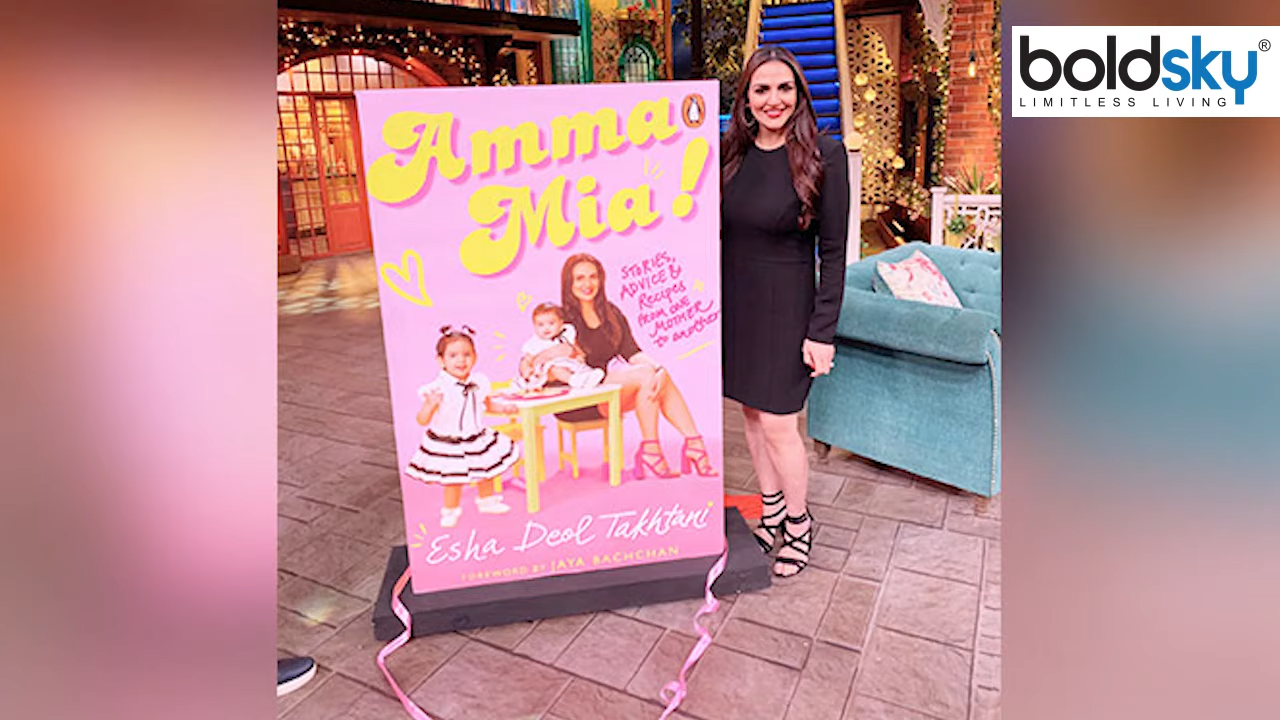 boldsky®
LIMITLESS LIVING
Amma
Mia!
STORIES,
ADVICE &
Recipes
FROM ONE
MOTHER
to another
Esha Deol Takhtani
FOREWORD BY JAYA BACHCHAN